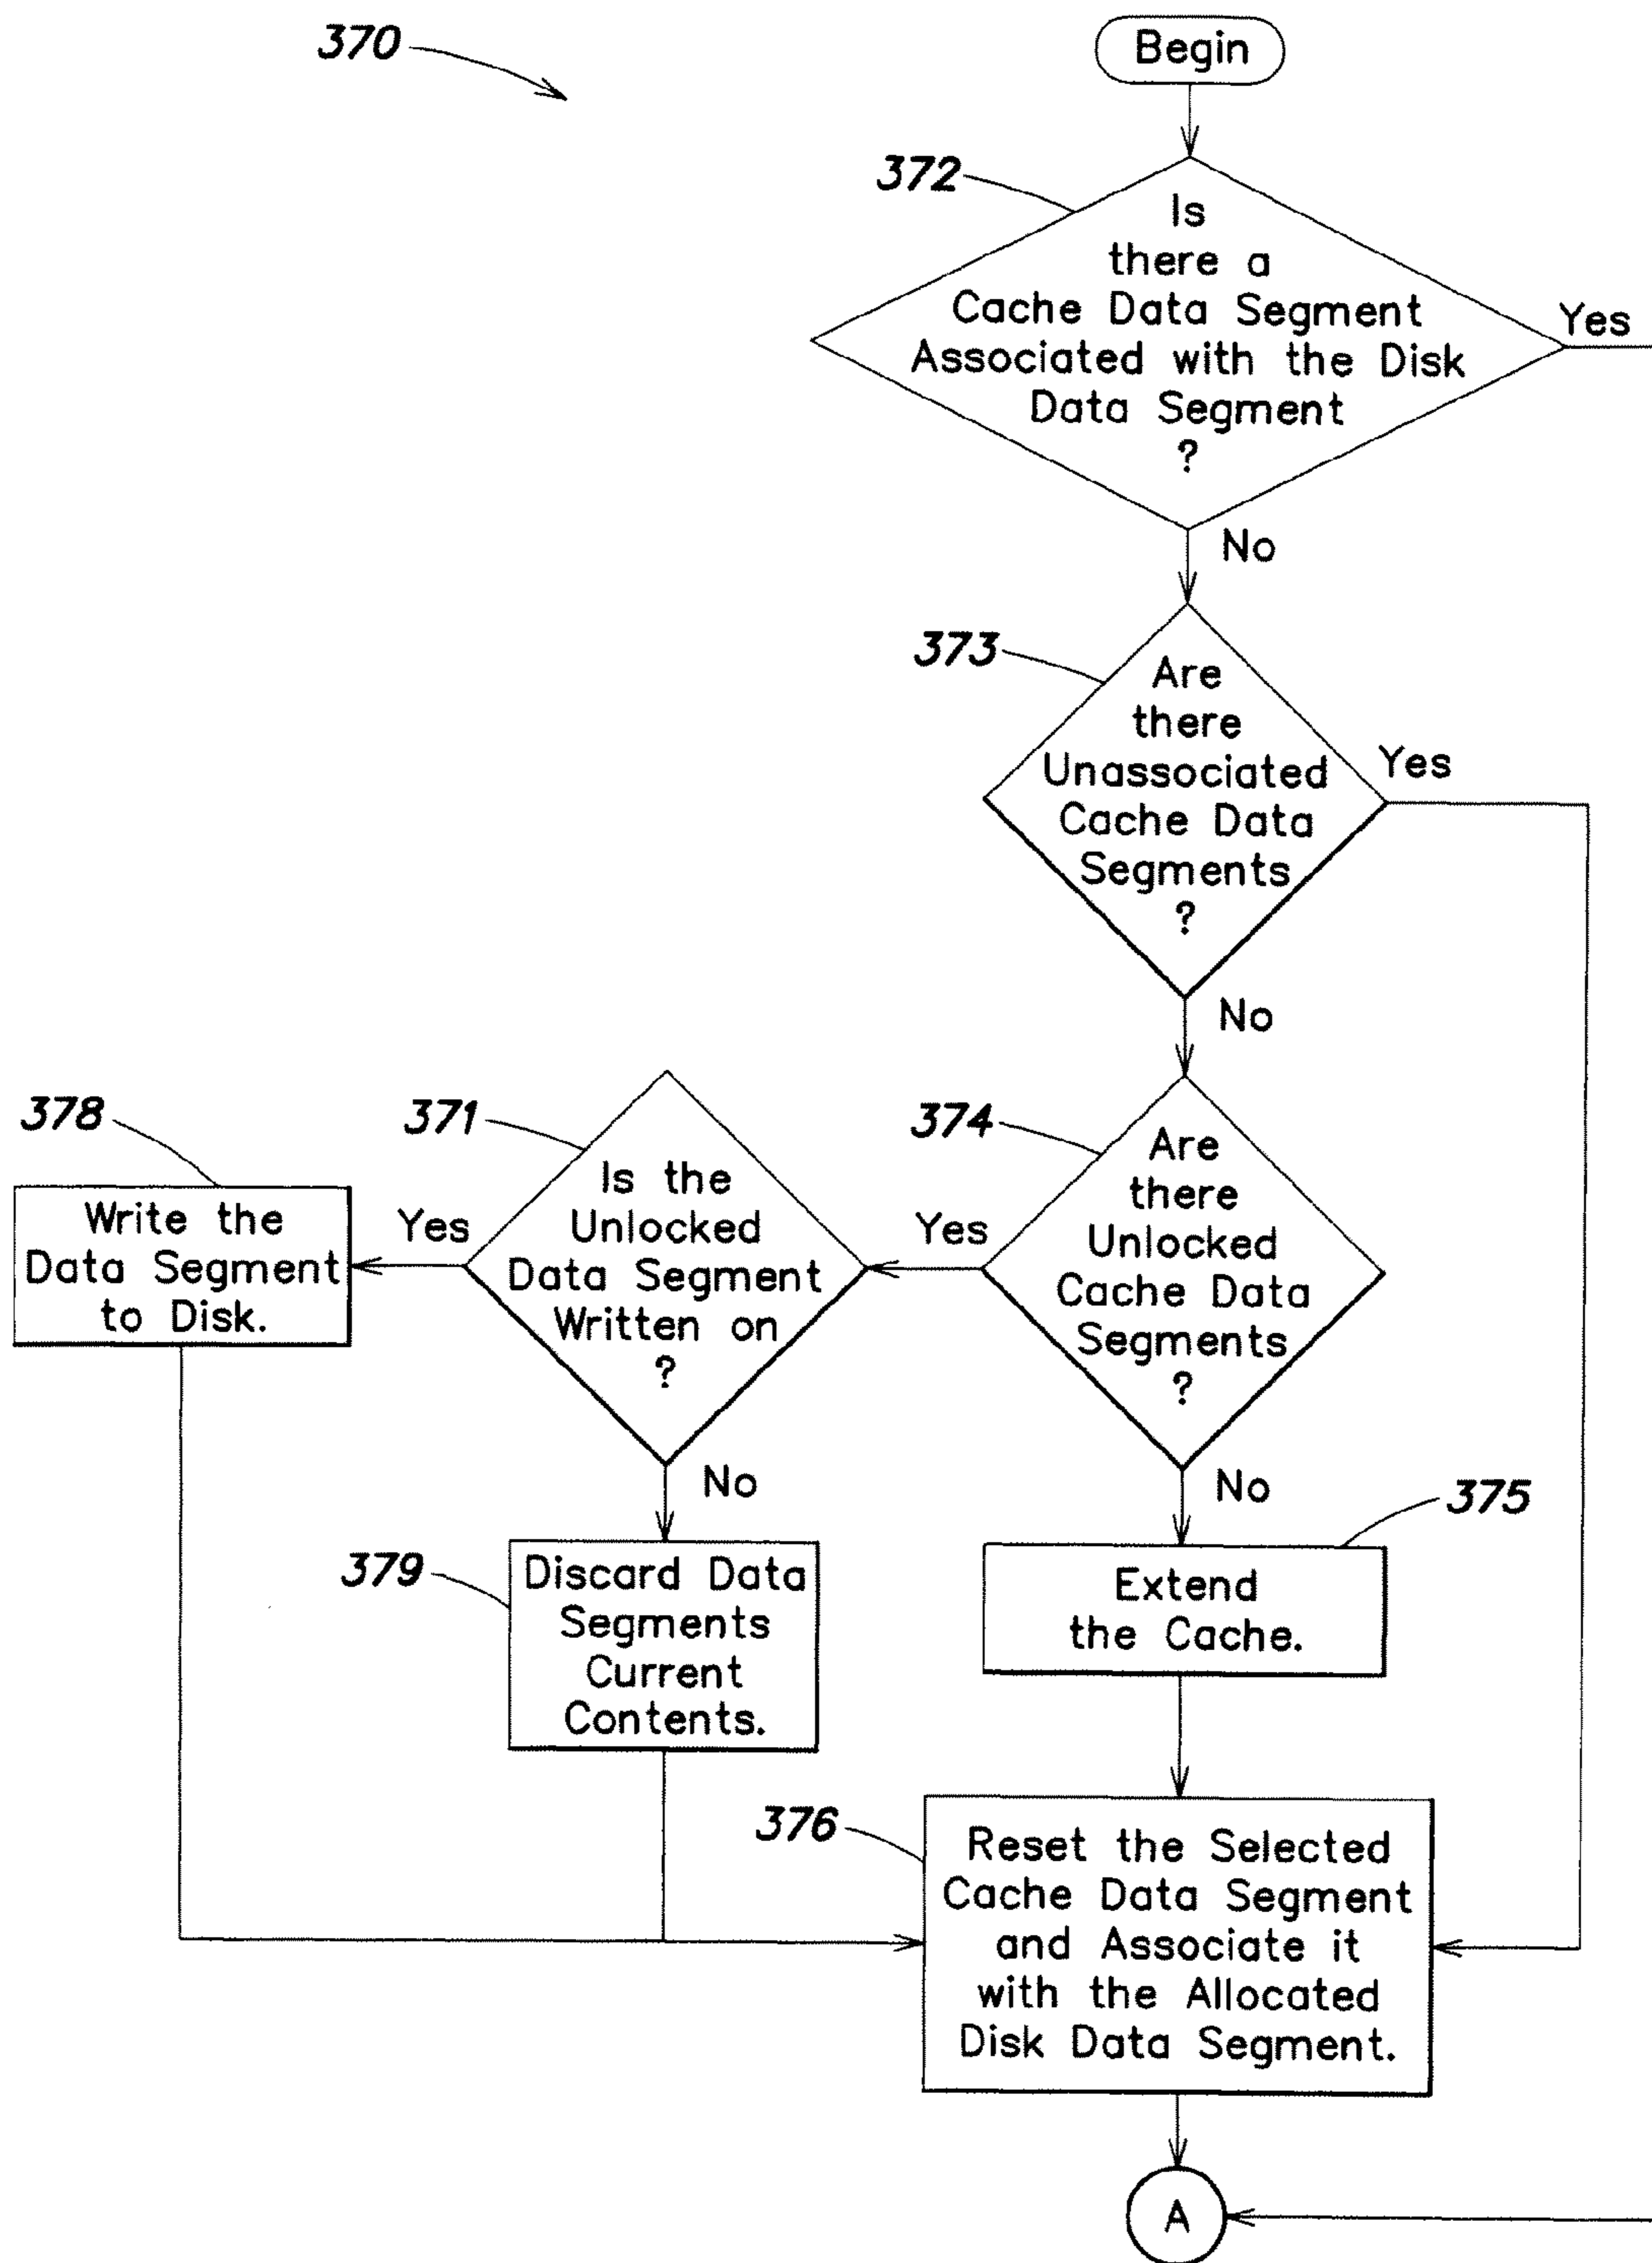 370
Begin
372
Is
there a
Cache Data Segment
Associated with the Disk
Data Segment
?
Yes
No
373
Are
there
Unassociated
Cache Data
Segments
?
Yes
No
378
Write the
Data Segment
to Disk.
Yes
371
Is the
Unlocked
Data Segment
Written on
?
Yes
374
Are
there
Unlocked
Cache Data
Segments
?
No
No
379
Discard Data
Segments
Current
Contents.
375
Extend
the Cache.
376
Reset the Selected
Cache Data Segment
and Associate it
with the Allocated
Disk Data Segment.
A